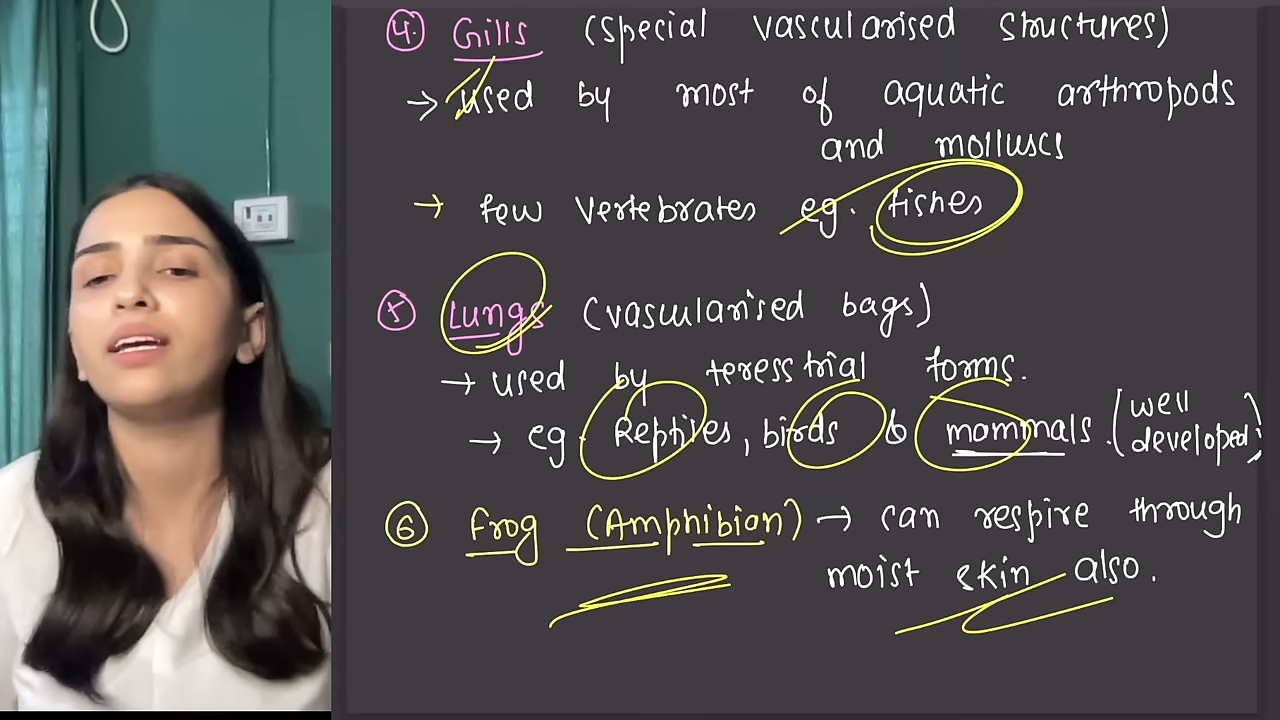 4. Gills (special vascularised structures)
→ used by most of aquatic arthropods
and molluscs
→ few vertebrates eg. fishes
5 Lungs (vascularised bags)
→ used by teresstrial forms.
→ eg. Reptiles, birds & mammals. (well
developed)
6 Frog (Amphibian) → can respire through
moist skin also.